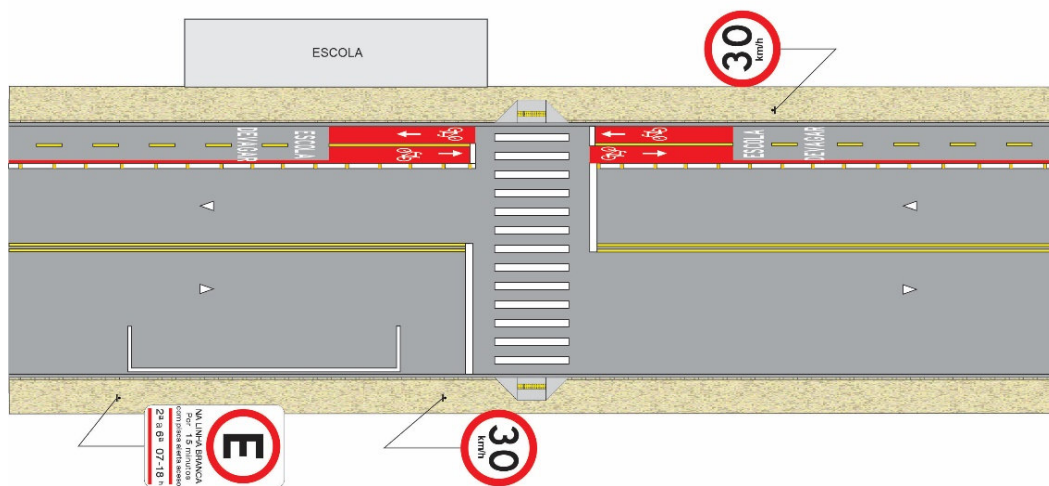 ESCOLA
30
km/h
DEVAGAR
ESCOLA
ESCOLA
DEVAGAR
E
NA LINHA BRANCA
Por 15 minutos
com pisca alerta aceso
2ª a 6ª 07-18 h
30
km/h